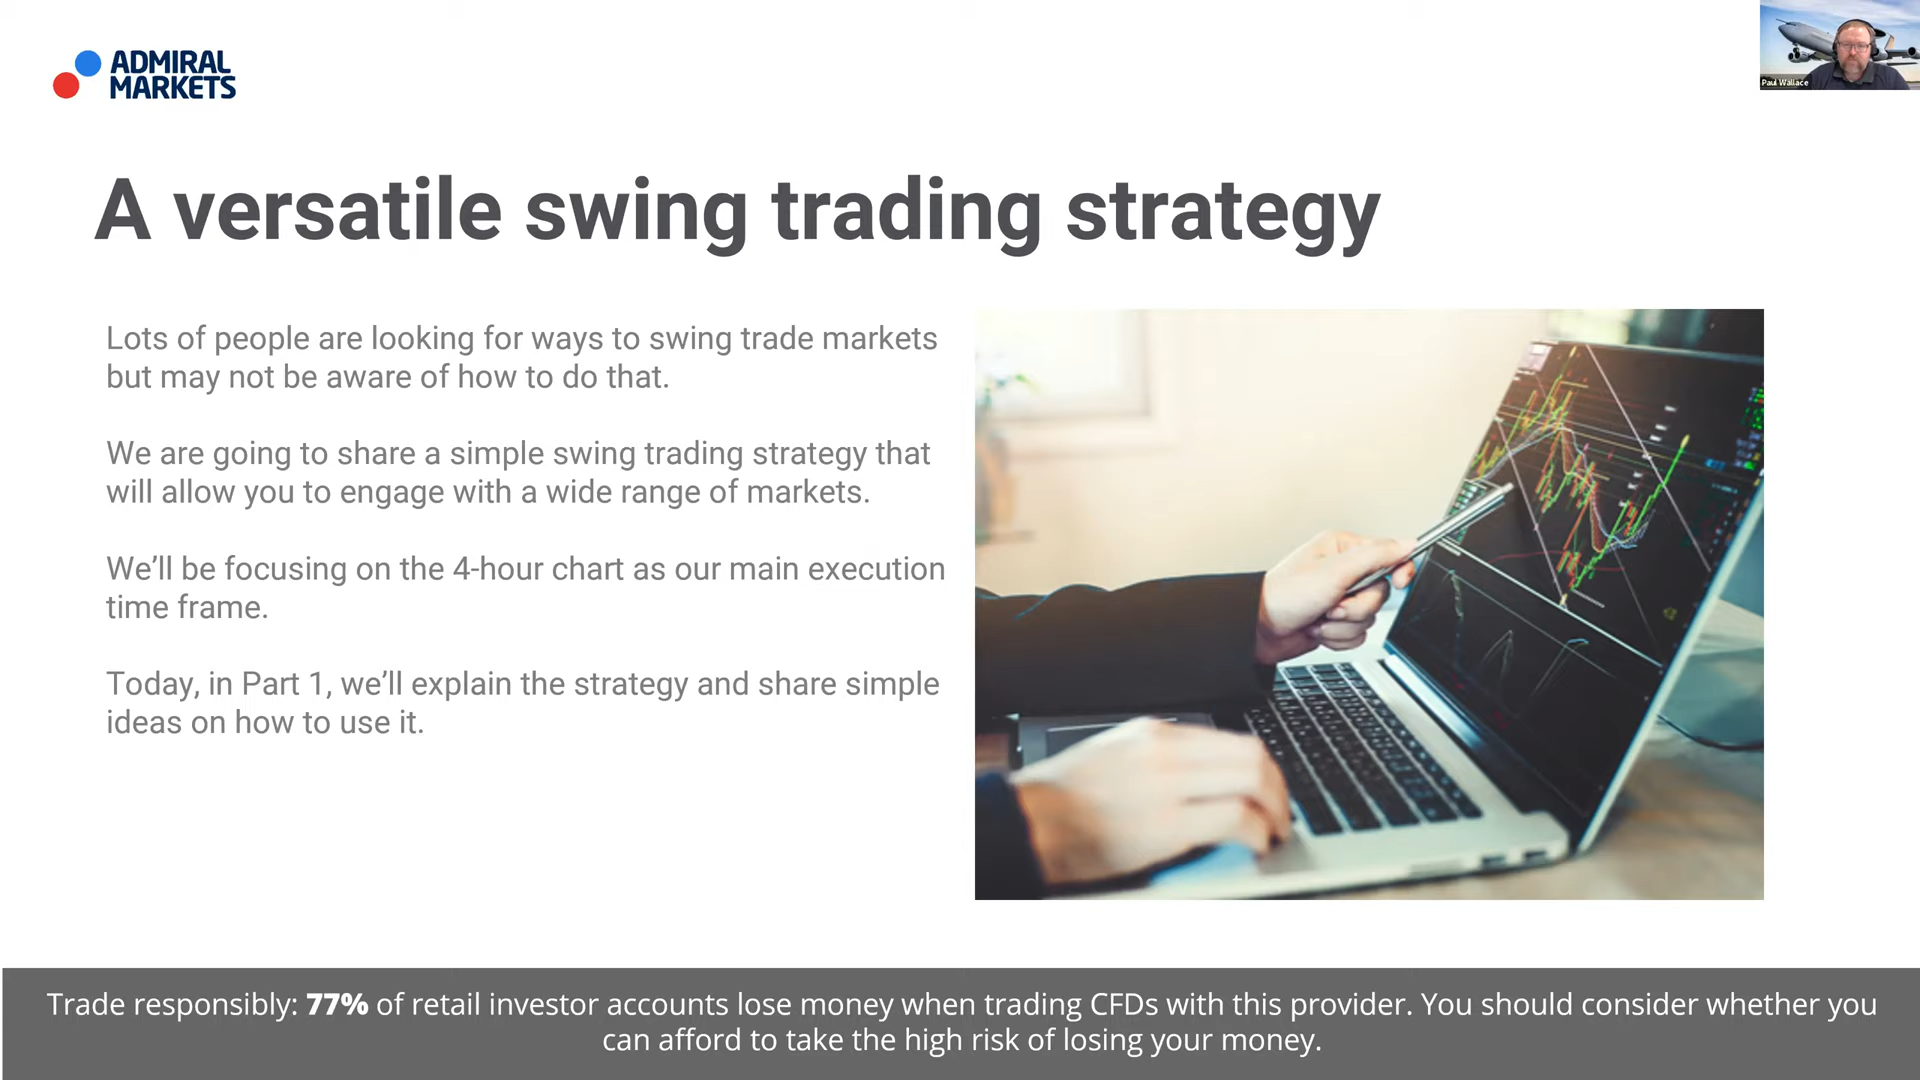 ADMIRAL
MARKETS
Paul Wallace
A versatile swing trading strategy
Lots of people are looking for ways to swing trade markets
but may not be aware of how to do that.
We are going to share a simple swing trading strategy that
will allow you to engage with a wide range of markets.
We’ll be focusing on the 4-hour chart as our main execution
time frame.
Today, in Part 1, we’ll explain the strategy and share simple
ideas on how to use it.
Trade responsibly: 77% of retail investor accounts lose money when trading CFDs with this provider. You should consider whether you
can afford to take the high risk of losing your money.